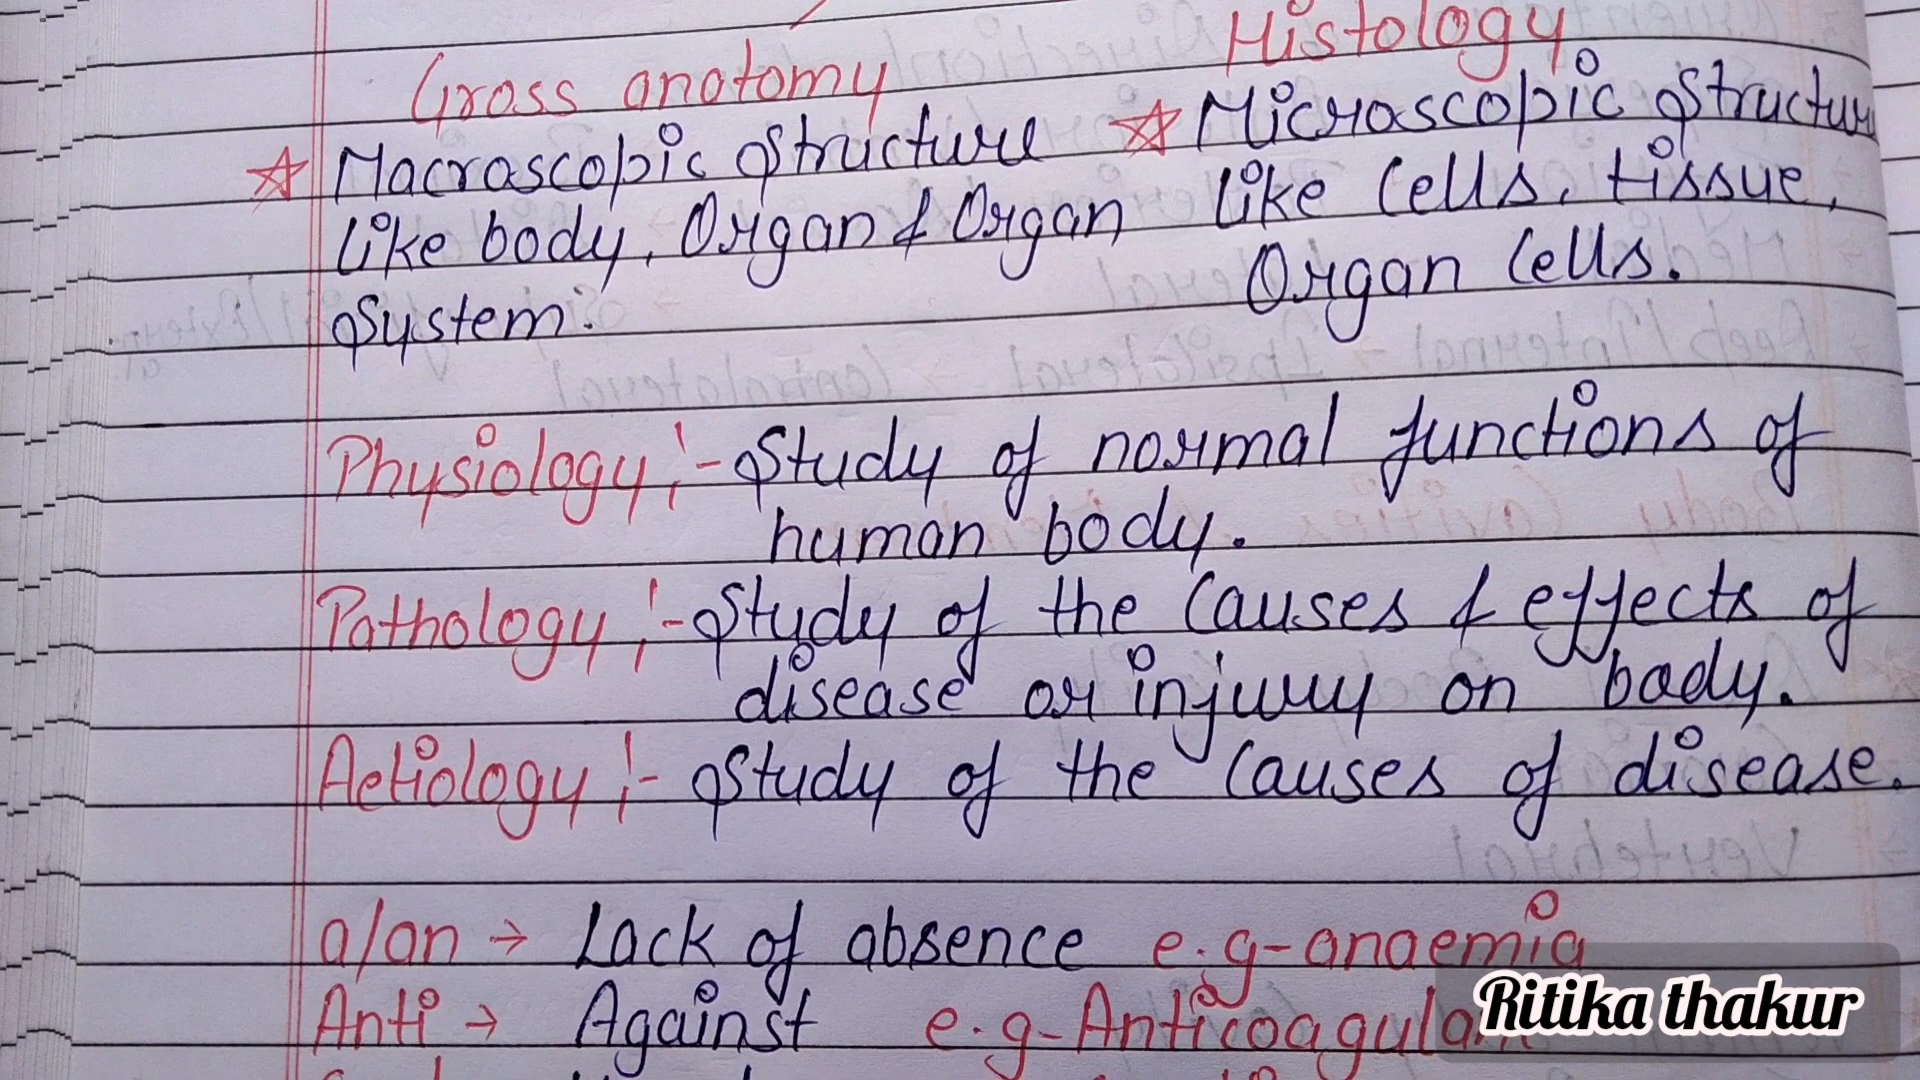 Gross anatomy
☆ Macroscopic Structure
like body, Organ & Organ
System.
Histology
☆ Microscopic Structure
like Cells, tissue,
Organ Cells.
Physiology :- Study of normal functions of
human body.
Pathology :- Study of the Causes & effects of
disease or injury on body.
Aetiology :- Study of the Causes of disease.
a/an → Lack of absence e.g-anaemia
Anti → Against e.g-Anticoagula
Ritika thakur